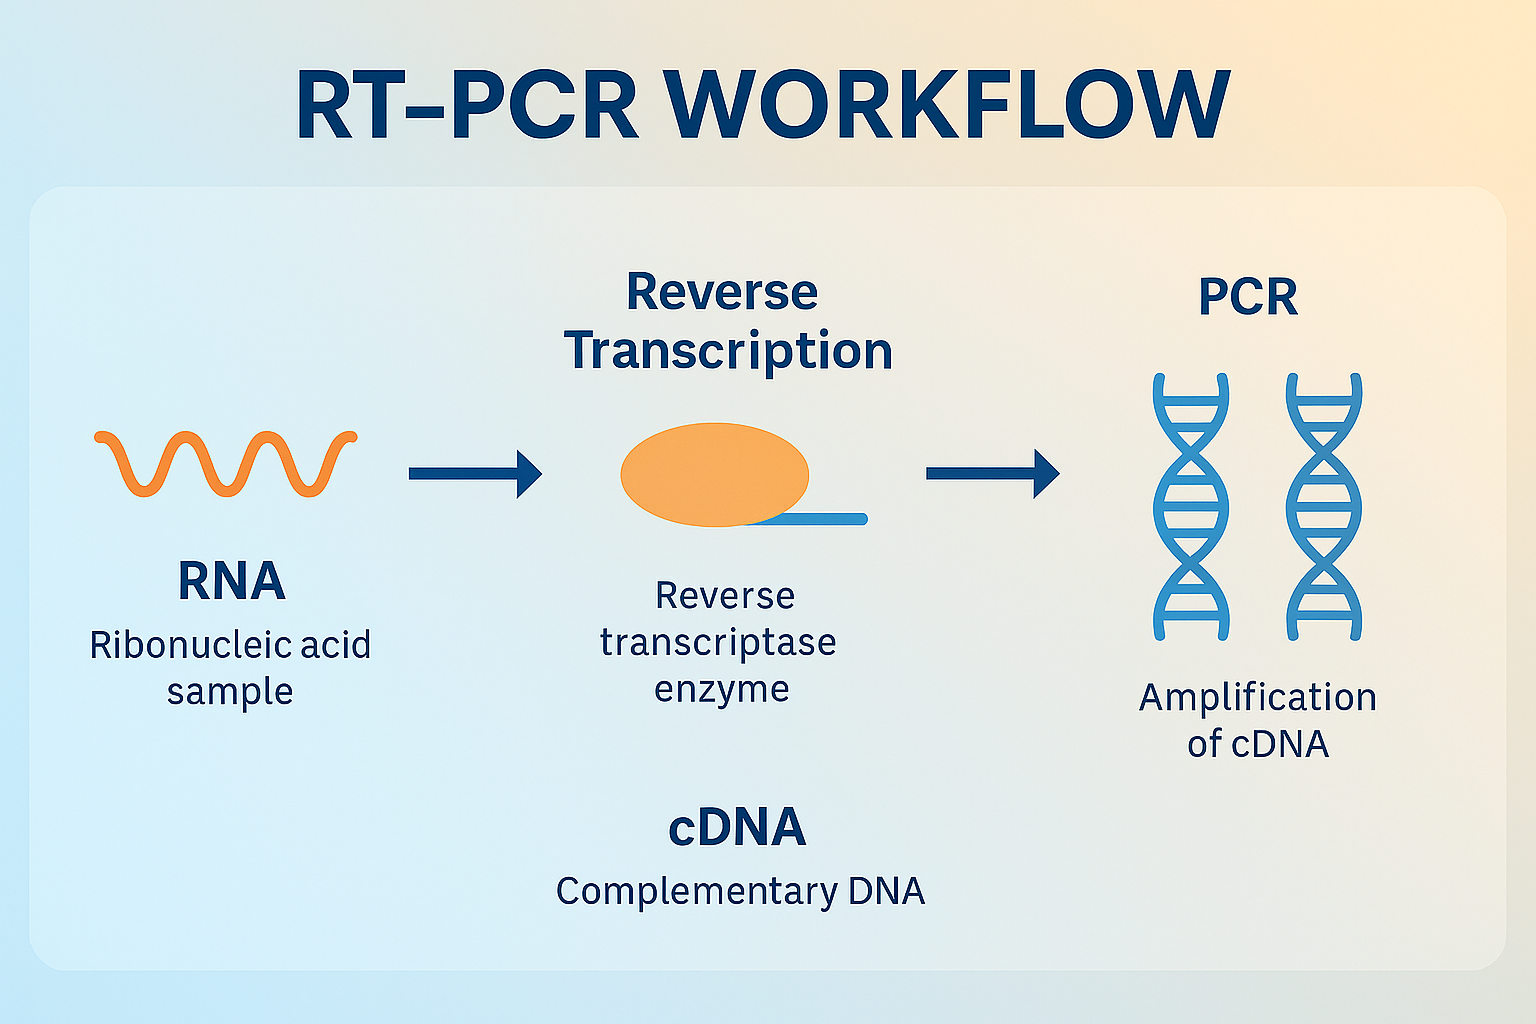 RT-PCR WORKFLOW
RNA
Ribonucleic acid
sample
Reverse
Transcription
Reverse
transcriptase
enzyme
cDNA
Complementary DNA
PCR
Amplification
of cDNA